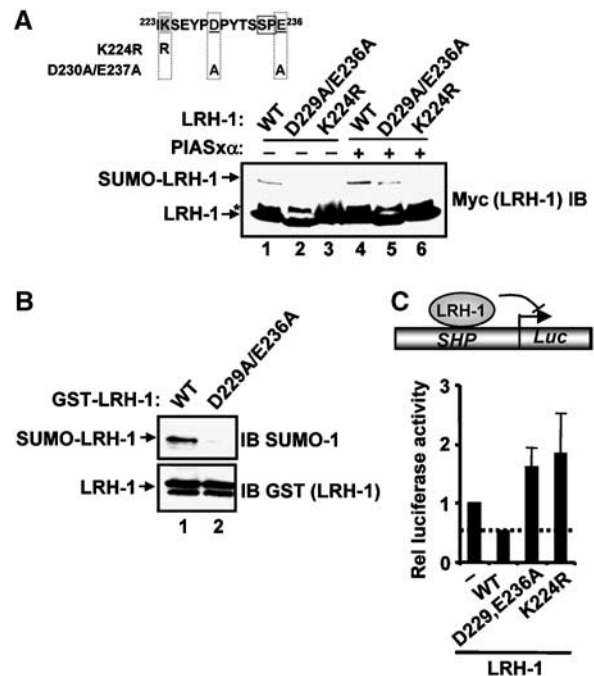 A
²²³IKSEYPDPYTSSPE²³⁶
K224R R
D230A/E237A A A
LRH-1: WT D229A/E236A K224R WT D229A/E236A K224R
PIASxα: – – – + + +
SUMO-LRH-1
LRH-1 *
Myc (LRH-1) IB
1 2 3 4 5 6
B
GST-LRH-1: WT D229A/E236A
SUMO-LRH-1 IB SUMO-1
LRH-1 IB GST (LRH-1)
1 2
C
LRH-1
SHP Luc
Rel luciferase activity
3
2
1
0
– WT D229,E236A K224R
LRH-1